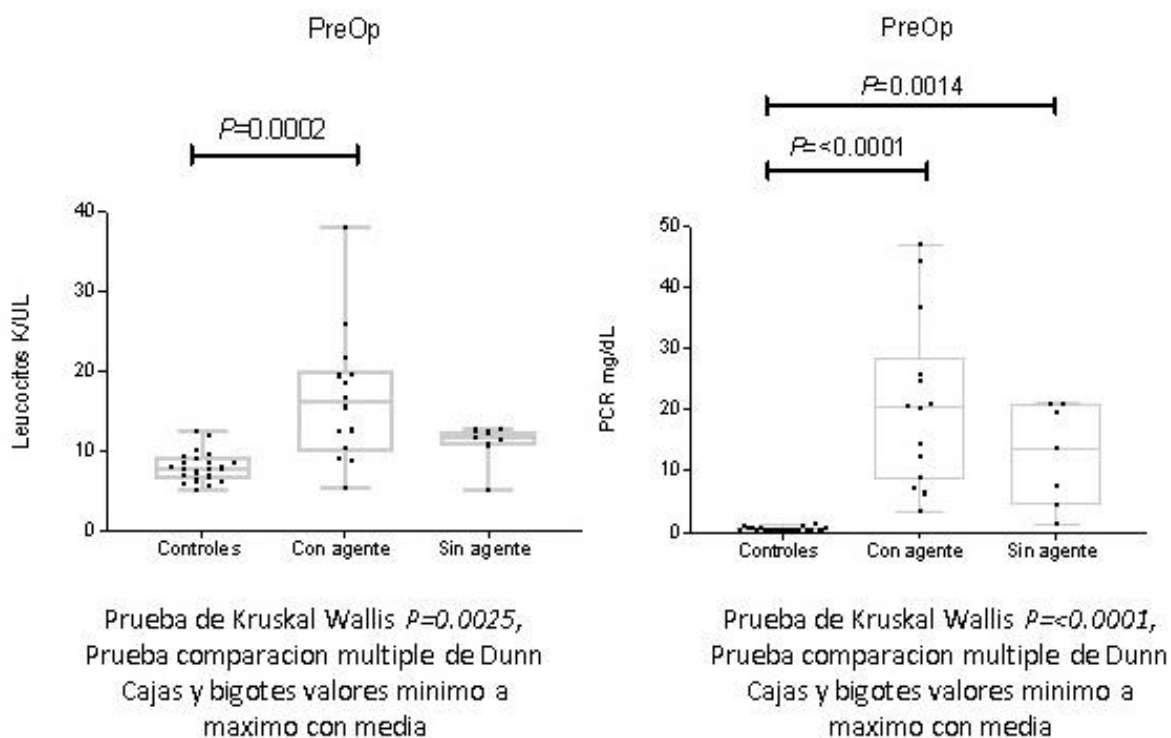 PreOp
P=0.0002
Leucocitos K/UL
40
30
20
10
0
Controles Con agente Sin agente
Prueba de Kruskal Wallis P=0.0025,
Prueba comparacion multiple de Dunn
Cajas y bigotes valores minimo a
maximo con media
PreOp
P=0.0014
P=<0.0001
PCR mg/dL
50
40
30
20
10
0
Controles Con agente Sin agente
Prueba de Kruskal Wallis P=<0.0001,
Prueba comparacion multiple de Dunn
Cajas y bigotes valores minimo a
maximo con media